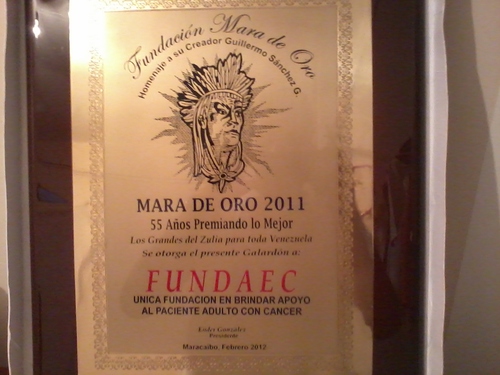 Fundación Mara de Oro
Homenaje a su Creador Guillermo Sánchez G.
MARA DE ORO 2011
55 Años Premiando lo Mejor
Los Grandes del Zulia para toda Venezuela
Se otorga el presente Galardón a:
FUNDAEC
UNICA FUNDACION EN BRINDAR APOYO
AL PACIENTE ADULTO CON CANCER
Ender González
Presidente
Maracaibo, Febrero 2012